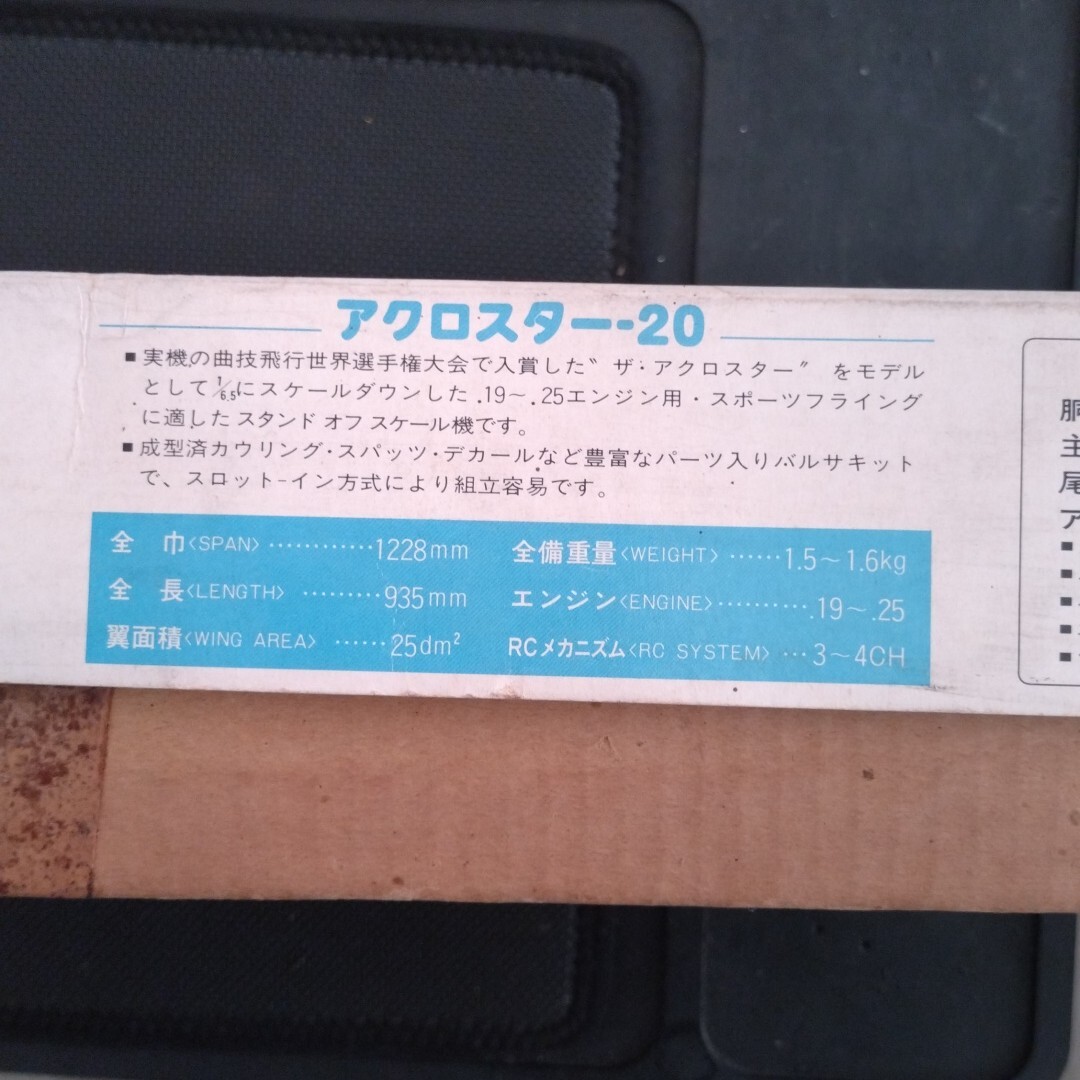 アクロスター-20
■実機の曲技飛行世界選手権大会で入賞した〝ザ・アクロスター〟をモデル
として1/6.5にスケールダウンした .19〜.25エンジン用・スポーツフライング
に適したスタンド オフ スケール機です。
■成型済カウリング・スパッツ・デカールなど豊富なパーツ入りバルサキット
で、スロット-イン方式により組立容易です。
全 巾〈SPAN〉…………1228mm
全 長〈LENGTH〉………935mm
翼面積〈WING AREA〉……25dm²
全備重量〈WEIGHT〉……1.5〜1.6kg
エンジン〈ENGINE〉………….19〜.25
RCメカニズム〈RC SYSTEM〉…3〜4CH
胴
主
尾
ア